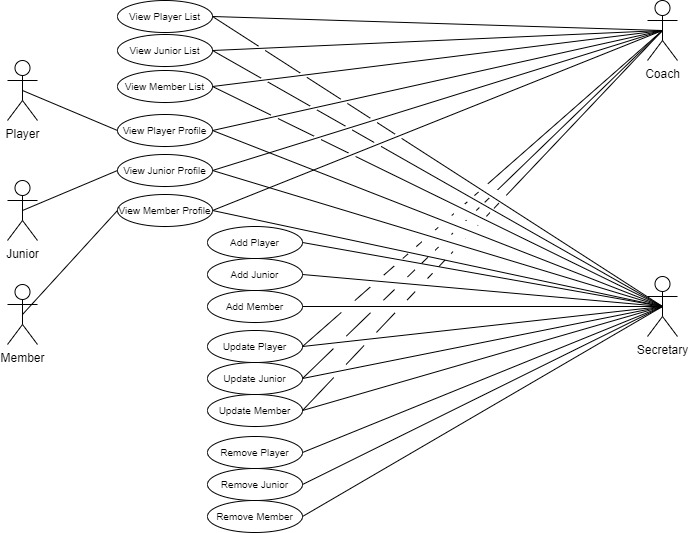 View Player List
View Junior List
Coach
View Member List
Player
View Player Profile
View Junior Profile
View Member Profile
Junior
Add Player
Add Junior
Add Member
Update Player
Secretary
Member
Update Junior
Update Member
Remove Player
Remove Junior
Remove Member